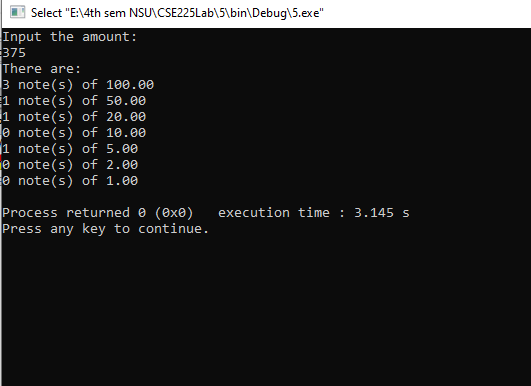 Select "E:\4th sem NSU\CSE225Lab\5\bin\Debug\5.exe"
Input the amount:
375
There are:
3 note(s) of 100.00
1 note(s) of 50.00
1 note(s) of 20.00
0 note(s) of 10.00
1 note(s) of 5.00
0 note(s) of 2.00
0 note(s) of 1.00
Process returned 0 (0x0)   execution time : 3.145 s
Press any key to continue.